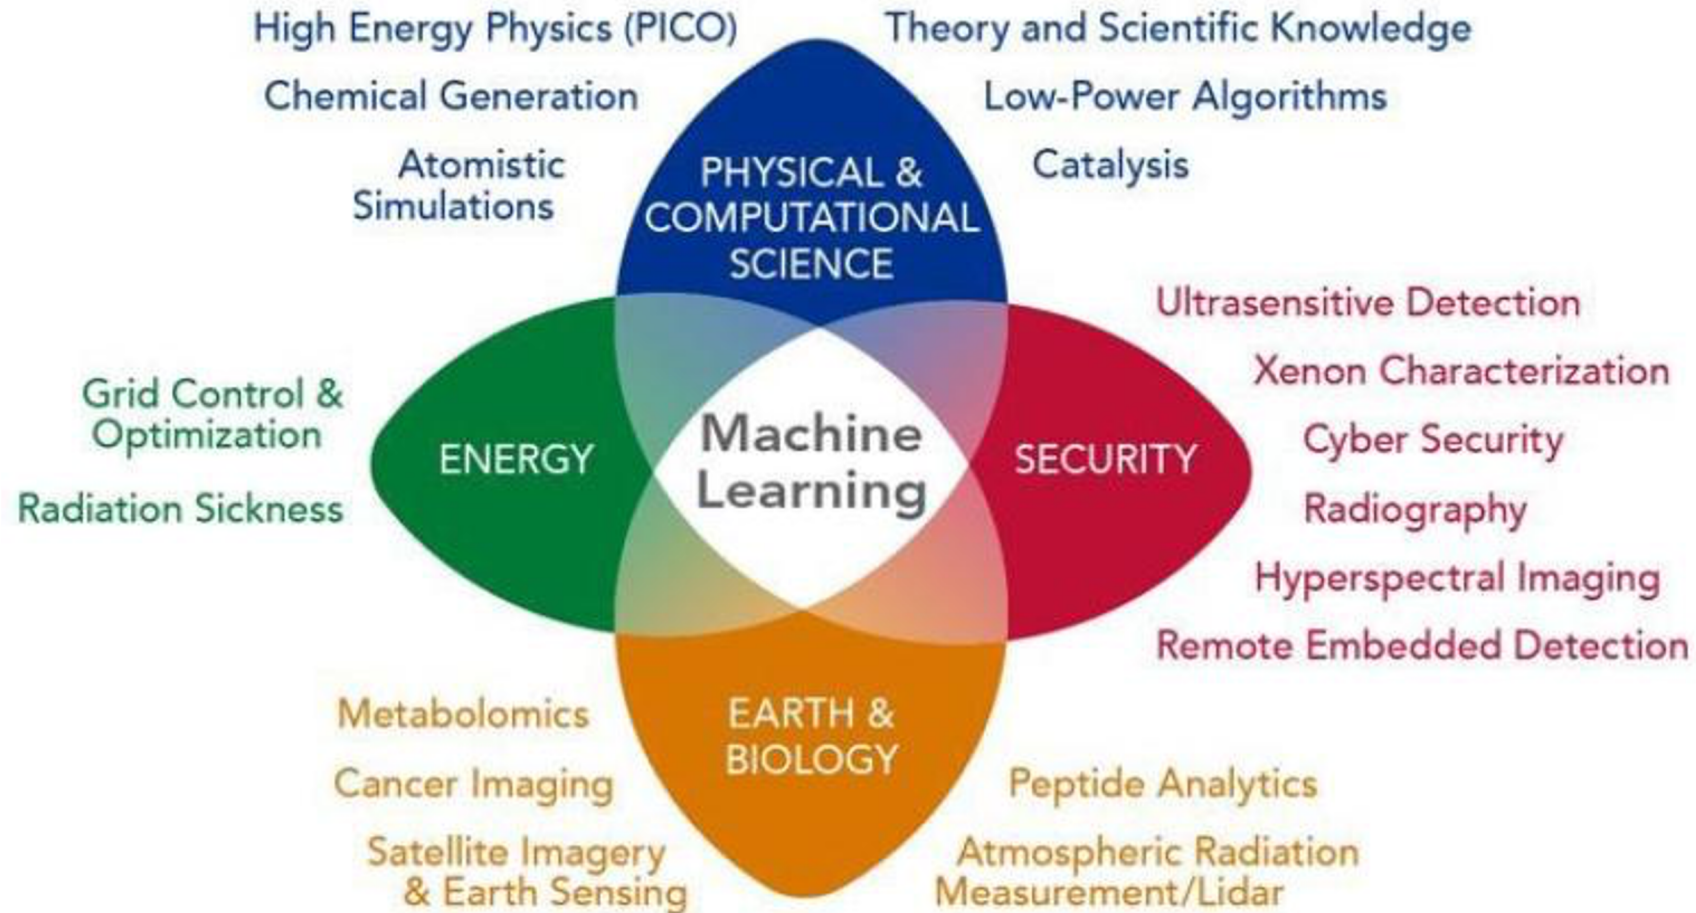 High Energy Physics (PICO)
Theory and Scientific Knowledge
Chemical Generation
Low-Power Algorithms
Atomistic
Simulations
Catalysis
PHYSICAL &
COMPUTATIONAL
SCIENCE
Ultrasensitive Detection
Xenon Characterization
Cyber Security
Radiography
Hyperspectral Imaging
Remote Embedded Detection
Grid Control &
Optimization
Radiation Sickness
ENERGY
Machine
Learning
SECURITY
EARTH &
BIOLOGY
Metabolomics
Cancer Imaging
Satellite Imagery
& Earth Sensing
Peptide Analytics
Atmospheric Radiation
Measurement/Lidar